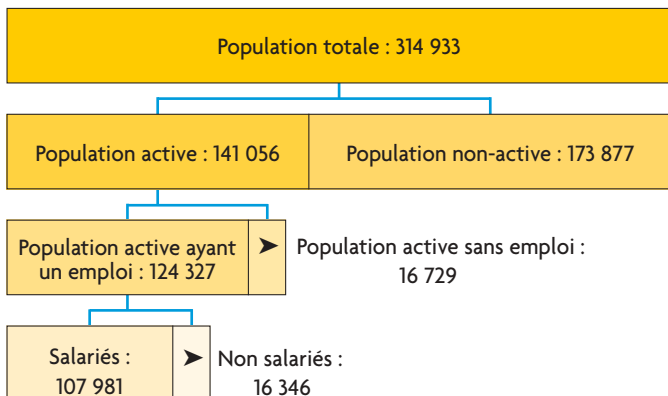 Population totale : 314 933
Population active : 141 056
Population non-active : 173 877
Population active ayant
un emploi : 124 327
Population active sans emploi :
16 729
Salariés :
107 981
Non salariés :
16 346